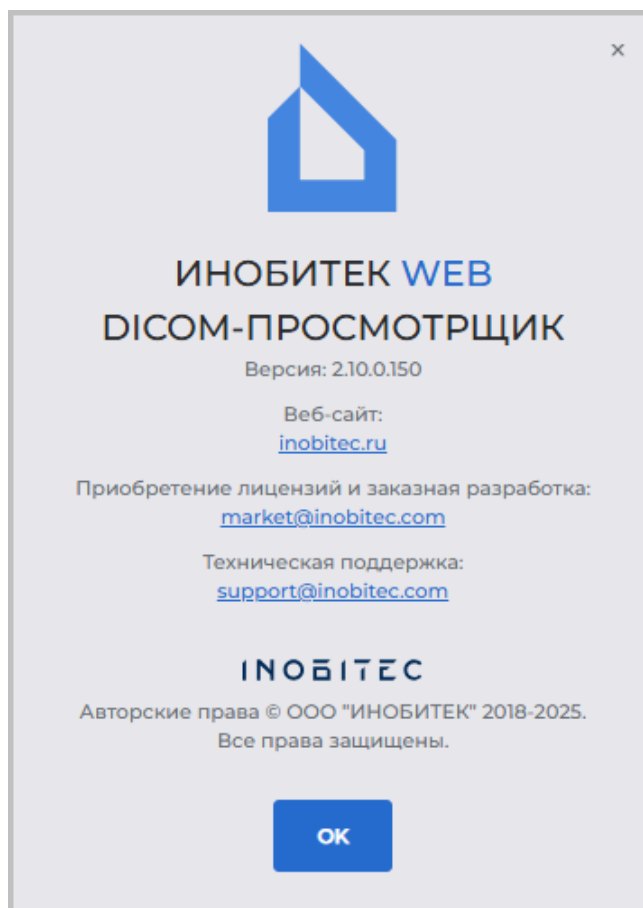 ×
ИНОБИТЕК WEB
DICOM-ПРОСМОТРЩИК
Версия: 2.10.0.150
Веб-сайт:
inobitec.ru
Приобретение лицензий и заказная разработка:
market@inobitec.com
Техническая поддержка:
support@inobitec.com
INOBITEC
Авторские права © ООО "ИНОБИТЕК" 2018-2025.
Все права защищены.
ОК